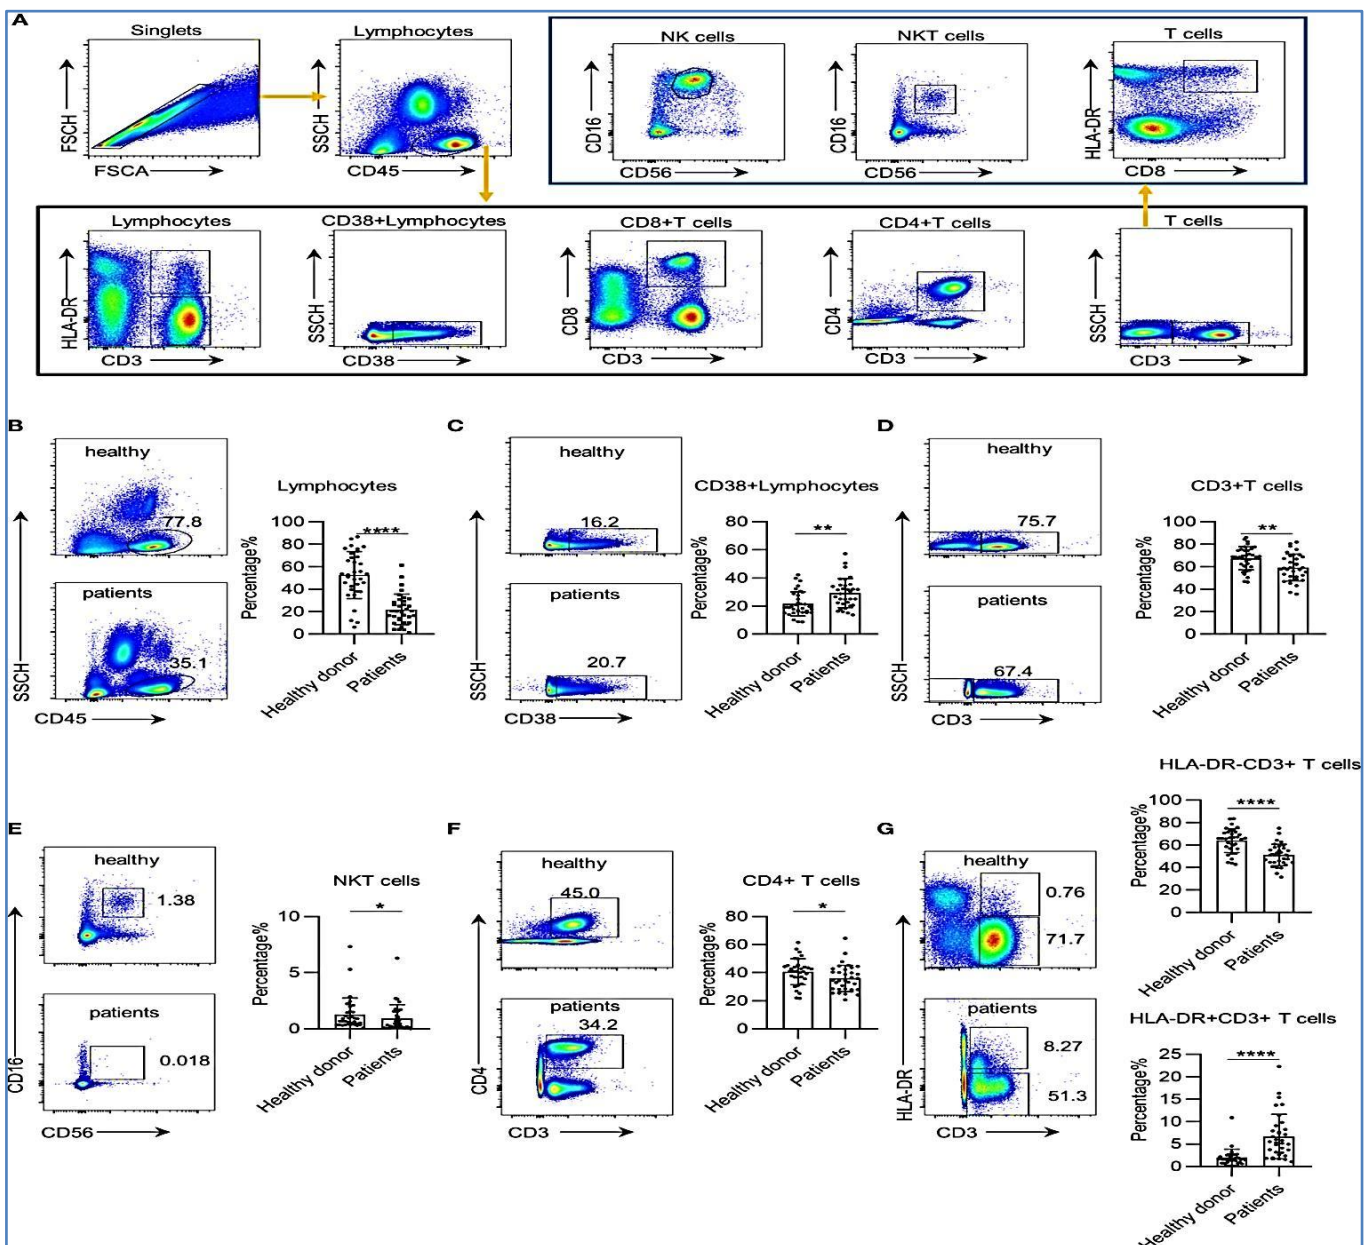 A
Singlets
FSCH
FSCA
Lymphocytes
SSCH
CD45
NK cells
CD16
CD56
NKT cells
CD16
CD56
T cells
HLA-DR
CD8
Lymphocytes
HLA-DR
CD3
CD38+Lymphocytes
SSCH
CD38
CD8+T cells
CD8
CD3
CD4+T cells
CD4
CD3
T cells
SSCH
CD3
B
healthy
77.8
patients
35.1
SSCH
CD45
Lymphocytes
Percentage%
100
80
60
40
20
0
****
Healthy donor
Patients
C
healthy
16.2
SSCH
patients
20.7
SSCH
CD38
CD38+Lymphocytes
Percentage%
80
60
40
20
0
**
Healthy donor
Patients
D
healthy
75.7
patients
67.4
SSCH
CD3
CD3+T cells
Percentage%
100
80
60
40
20
0
**
Healthy donor
Patients
E
healthy
1.38
patients
0.018
CD16
CD56
NKT cells
Percentage%
10
5
0
*
Healthy donor
Patients
F
healthy
45.0
patients
34.2
CD4
CD3
CD4+ T cells
Percentage%
80
60
40
20
0
*
Healthy donor
Patients
G
healthy
0.76
71.7
patients
8.27
51.3
HLA-DR
CD3
HLA-DR-CD3+ T cells
Percentage%
100
80
60
40
20
0
****
Healthy donor
Patients
HLA-DR+CD3+ T cells
Percentage%
25
20
15
10
5
0
****
Healthy donor
Patients